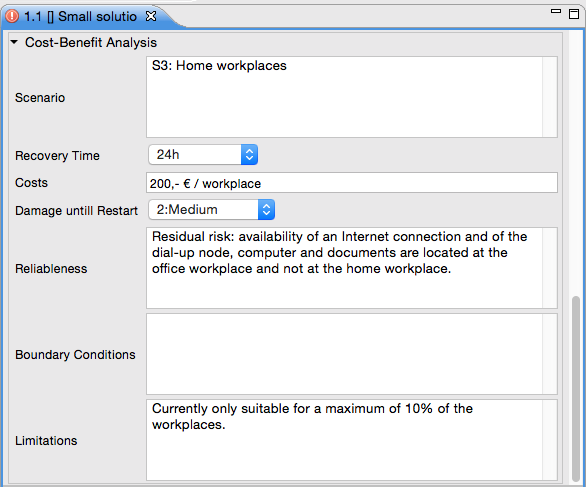 1.1 [] Small solutio
Cost-Benefit Analysis
Scenario
S3: Home workplaces
Recovery Time
24h
Costs
200,- € / workplace
Damage untill Restart
2:Medium
Reliableness
Residual risk: availability of an Internet connection and of the
dial-up node, computer and documents are located at the
office workplace and not at the home workplace.
Boundary Conditions
Limitations
Currently only suitable for a maximum of 10% of the
workplaces.